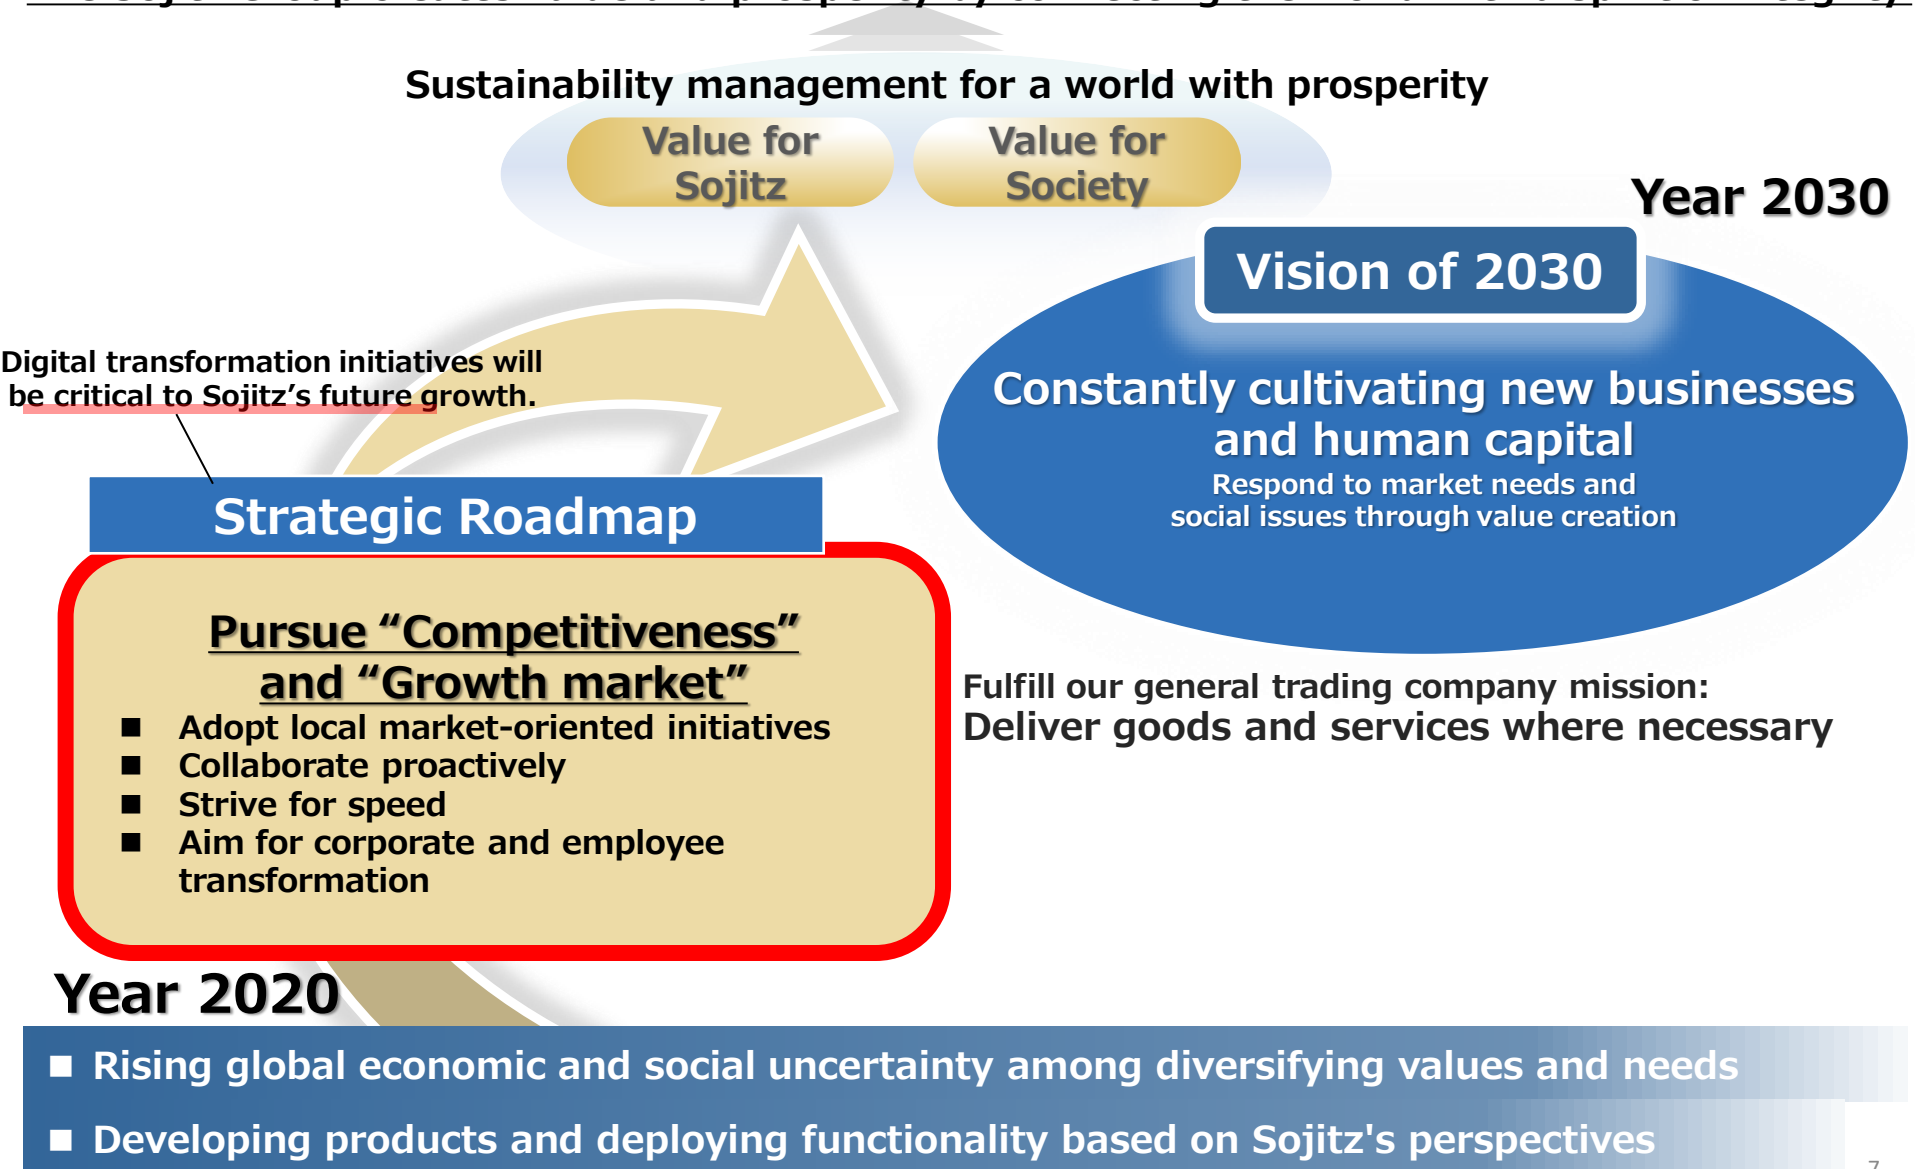 Sustainability management for a world with prosperity
Value for
Sojitz
Value for
Society
Year 2030
Vision of 2030
Constantly cultivating new businesses
and human capital
Respond to market needs and
social issues through value creation
Digital transformation initiatives will
be critical to Sojitz’s future growth.
Strategic Roadmap
Pursue “Competitiveness”
and “Growth market”
■ Adopt local market-oriented initiatives
■ Collaborate proactively
■ Strive for speed
■ Aim for corporate and employee
transformation
Fulfill our general trading company mission:
Deliver goods and services where necessary
Year 2020
■ Rising global economic and social uncertainty among diversifying values and needs
■ Developing products and deploying functionality based on Sojitz's perspectives